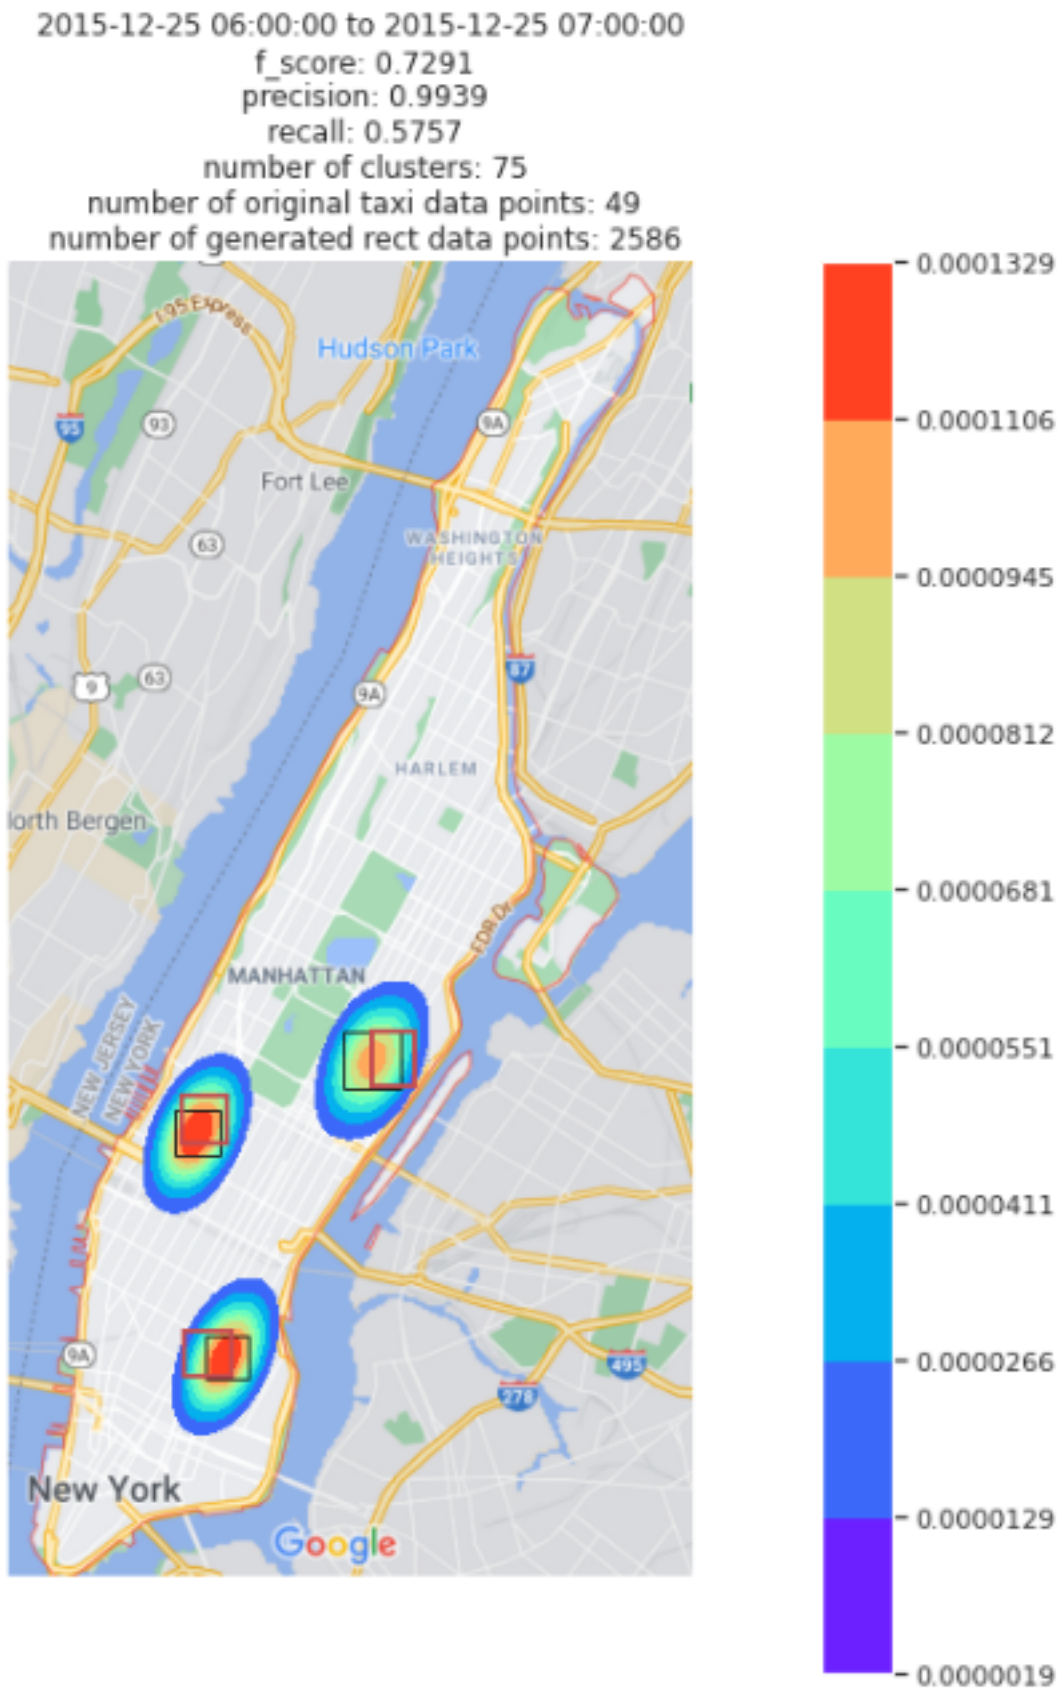 2015-12-25 06:00:00 to 2015-12-25 07:00:00
f_score: 0.7291
precision: 0.9939
recall: 0.5757
number of clusters: 75
number of original taxi data points: 49
number of generated rect data points: 2586
0.0001329
I-95 Express
Hudson Park
95
93
9A
0.0001106
Fort Lee
63
WASHINGTON
HEIGHTS
0.0000945
87
63
9
9A
0.0000812
HARLEM
orth Bergen
0.0000681
FDR Dr
MANHATTAN
NEW JERSEY
NEW YORK
0.0000551
0.0000411
9A
495
278
0.0000266
New York
Google
0.0000129
0.0000019